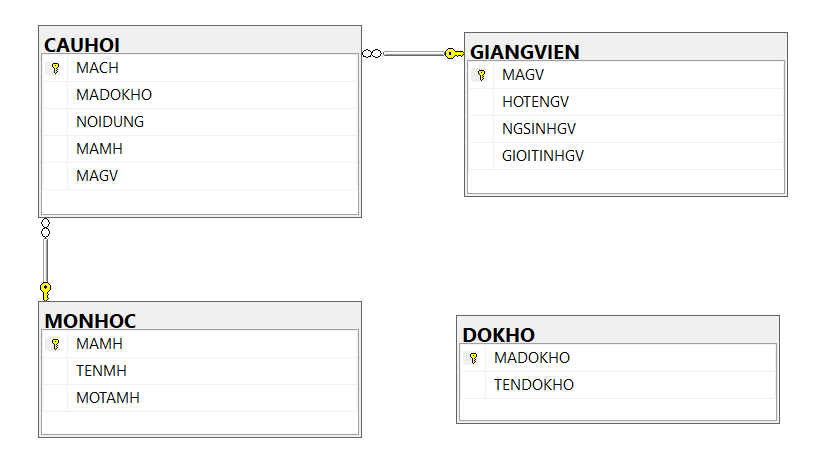 CAUHOI
MACH
MADOKHO
NOIDUNG
MAMH
MAGV
GIANGVIEN
MAGV
HOTENGV
NGSINHGV
GIOITINHGV
MONHOC
MAMH
TENMH
MOTAMH
DOKHO
MADOKHO
TENDOKHO